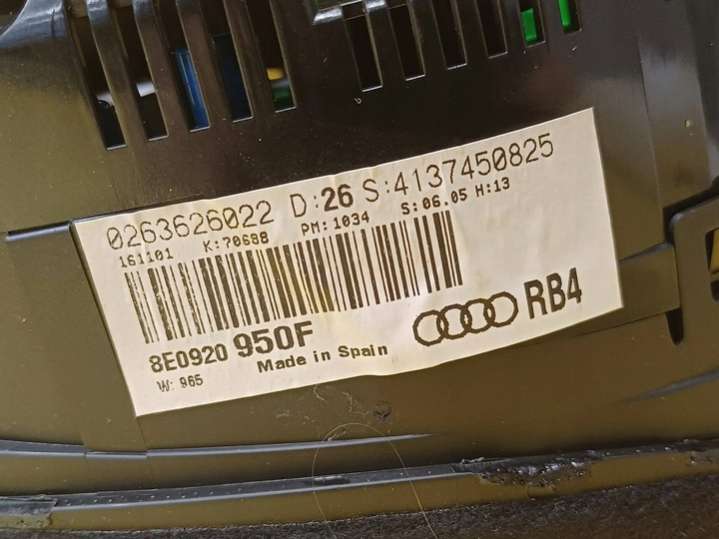 0263626022 D:26 S:4137450825
161101 K:70688 PM:1034 S:06.05 H:13
8E0920 950F RB4
Made in Spain
W: 965